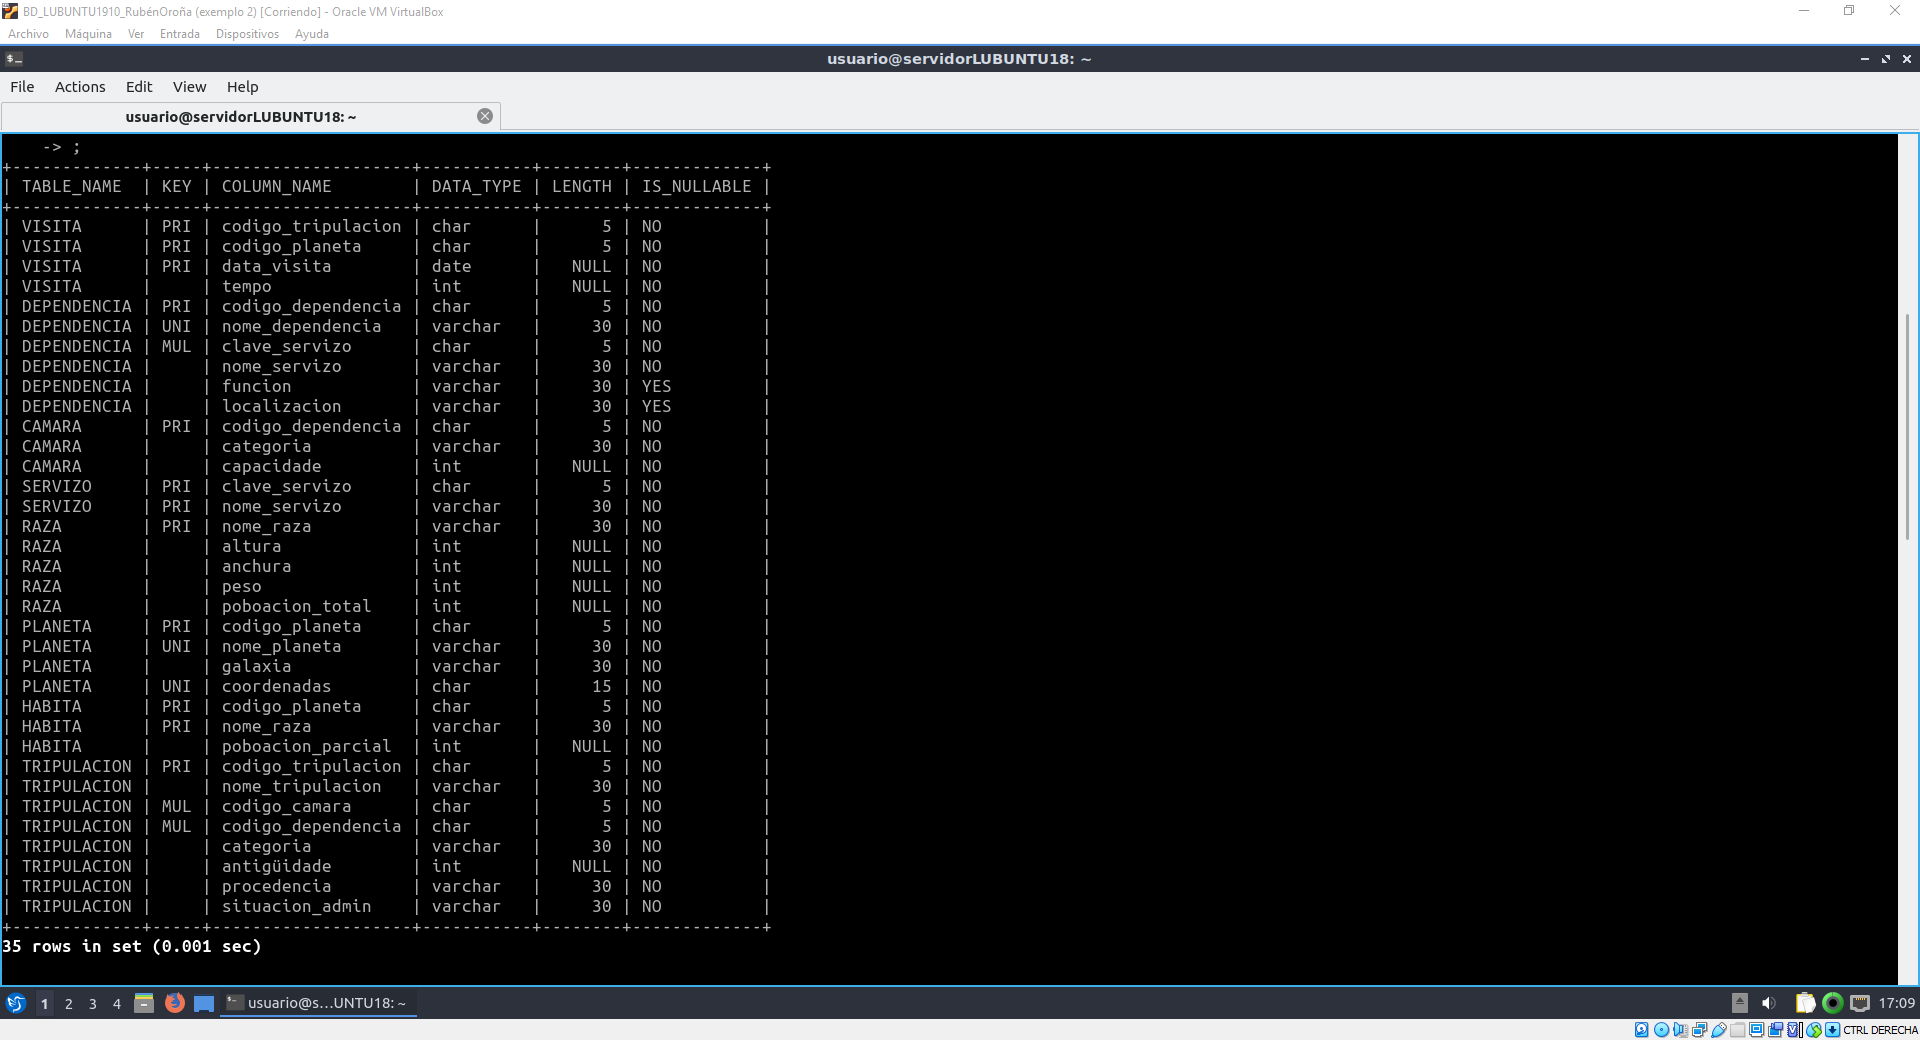 BD_LUBUNTU1910_RubénOroña (exemplo 2) [Corriendo] - Oracle VM VirtualBox
Archivo Máquina Ver Entrada Dispositivos Ayuda
usuario@servidorLUBUNTU18: ~
File Actions Edit View Help
usuario@servidorLUBUNTU18: ~
    -> ;
+-------------+-----+--------------------+-----------+--------+-------------+
| TABLE_NAME  | KEY | COLUMN_NAME        | DATA_TYPE | LENGTH | IS_NULLABLE |
+-------------+-----+--------------------+-----------+--------+-------------+
| VISITA      | PRI | codigo_tripulacion | char      |      5 | NO          |
| VISITA      | PRI | codigo_planeta     | char      |      5 | NO          |
| VISITA      | PRI | data_visita        | date      |   NULL | NO          |
| VISITA      |     | tempo              | int       |   NULL | NO          |
| DEPENDENCIA | PRI | codigo_dependencia | char      |      5 | NO          |
| DEPENDENCIA | UNI | nome_dependencia   | varchar   |     30 | NO          |
| DEPENDENCIA | MUL | clave_servizo      | char      |      5 | NO          |
| DEPENDENCIA |     | nome_servizo       | varchar   |     30 | NO          |
| DEPENDENCIA |     | funcion            | varchar   |     30 | YES         |
| DEPENDENCIA |     | localizacion       | varchar   |     30 | YES         |
| CAMARA      | PRI | codigo_dependencia | char      |      5 | NO          |
| CAMARA      |     | categoria          | varchar   |     30 | NO          |
| CAMARA      |     | capacidade         | int       |   NULL | NO          |
| SERVIZO     | PRI | clave_servizo      | char      |      5 | NO          |
| SERVIZO     | PRI | nome_servizo       | varchar   |     30 | NO          |
| RAZA        | PRI | nome_raza          | varchar   |     30 | NO          |
| RAZA        |     | altura             | int       |   NULL | NO          |
| RAZA        |     | anchura            | int       |   NULL | NO          |
| RAZA        |     | peso               | int       |   NULL | NO          |
| RAZA        |     | poboacion_total    | int       |   NULL | NO          |
| PLANETA     | PRI | codigo_planeta     | char      |      5 | NO          |
| PLANETA     | UNI | nome_planeta       | varchar   |     30 | NO          |
| PLANETA     |     | galaxia            | varchar   |     30 | NO          |
| PLANETA     | UNI | coordenadas        | char      |     15 | NO          |
| HABITA      | PRI | codigo_planeta     | char      |      5 | NO          |
| HABITA      | PRI | nome_raza          | varchar   |     30 | NO          |
| HABITA      |     | poboacion_parcial  | int       |   NULL | NO          |
| TRIPULACION | PRI | codigo_tripulacion | char      |      5 | NO          |
| TRIPULACION |     | nome_tripulacion   | varchar   |     30 | NO          |
| TRIPULACION | MUL | codigo_camara      | char      |      5 | NO          |
| TRIPULACION | MUL | codigo_dependencia | char      |      5 | NO          |
| TRIPULACION |     | categoria          | varchar   |     30 | NO          |
| TRIPULACION |     | antigüidade        | int       |   NULL | NO          |
| TRIPULACION |     | procedencia        | varchar   |     30 | NO          |
| TRIPULACION |     | situacion_admin    | varchar   |     30 | NO          |
+-------------+-----+--------------------+-----------+--------+-------------+
35 rows in set (0.001 sec)
1 2 3 4 usuario@s...UNTU18: ~ 17:09
CTRL DERECHA